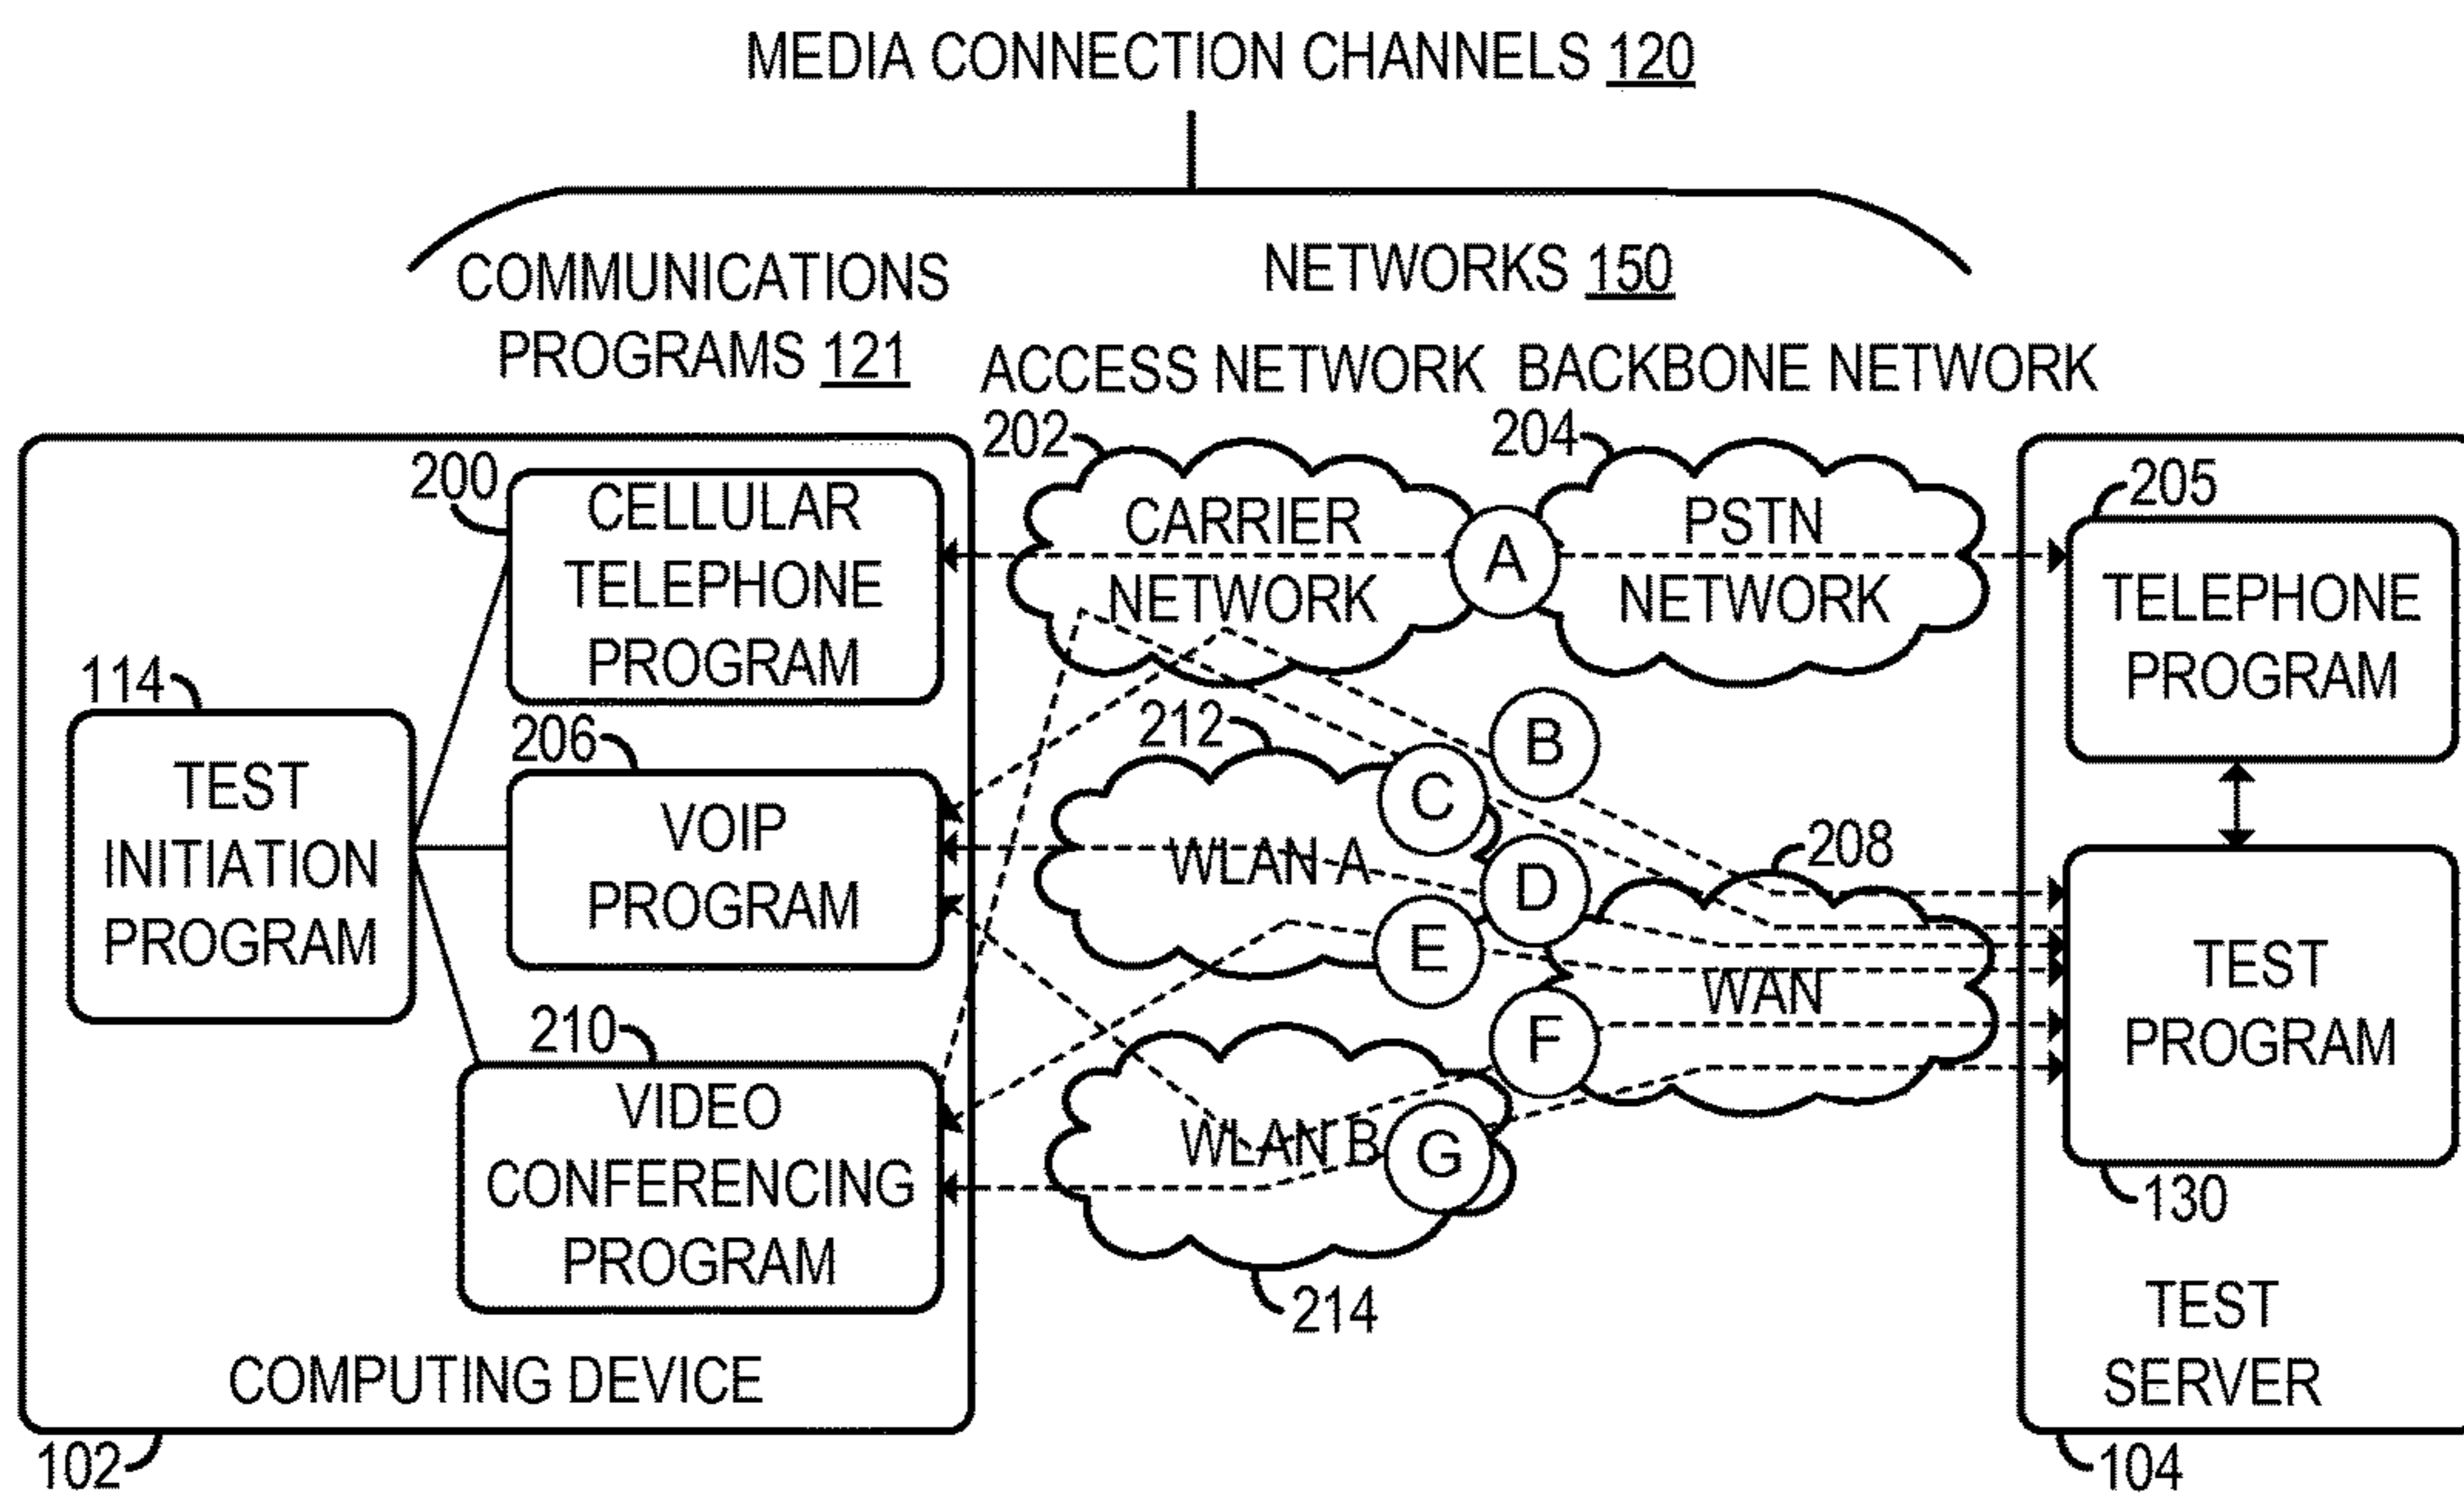 MEDIA CONNECTION CHANNELS 120
COMMUNICATIONS
PROGRAMS 121
NETWORKS 150
ACCESS NETWORK
BACKBONE NETWORK
202
204
200
CELLULAR
TELEPHONE
PROGRAM
CARRIER
NETWORK
A
PSTN
NETWORK
205
TELEPHONE
PROGRAM
114
TEST
INITIATION
PROGRAM
206
VOIP
PROGRAM
212
WLAN A
B
C
D
E
208
WAN
F
TEST
PROGRAM
130
210
VIDEO
CONFERENCING
PROGRAM
WLAN B
G
214
COMPUTING DEVICE
102
TEST
SERVER
104